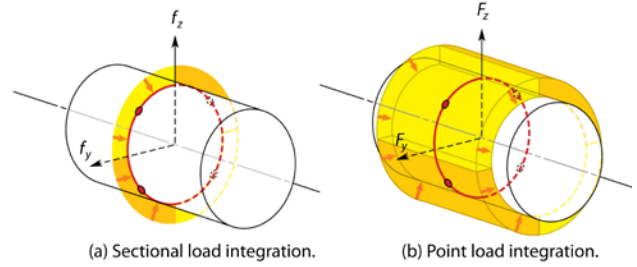 f_z
f_y
(a) Sectional load integration.
F_z
F_y
(b) Point load integration.